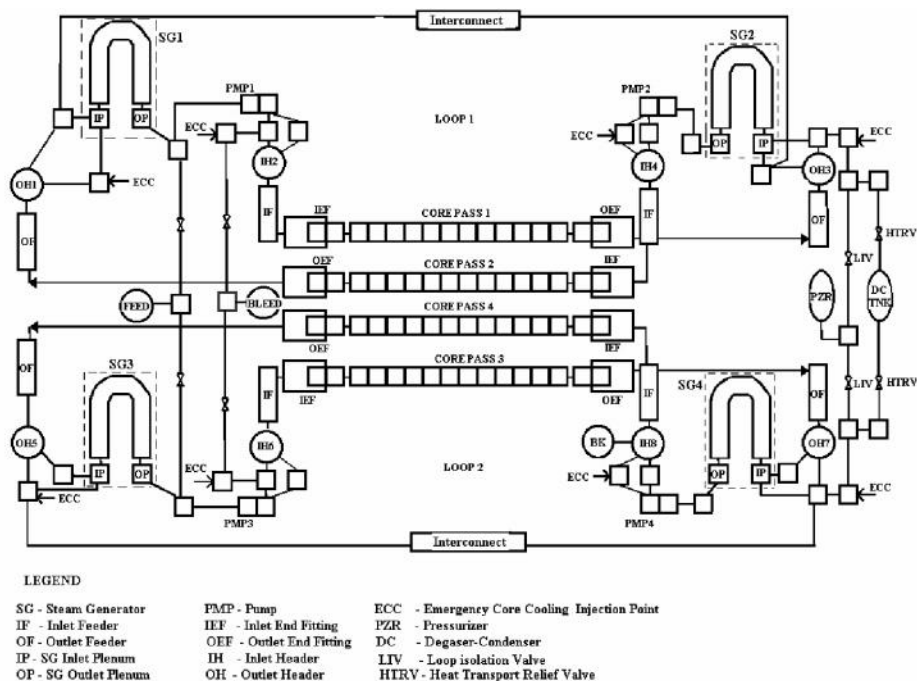 Interconnect
SG1
SG2
PMP1
PMP2
LOOP 1
IP
OP
ECC
ECC
OP
IP
ECC
OH1
ECC
IH2
IH4
OH3
OF
IF
IEF
CORE PASS 1
OEF
IF
OF
HTRV
OEF
CORE PASS 2
IEF
LIV
FEED
BLEED
CORE PASS 4
PZR
DC
TNK
OF
SG3
OEF
IEF
CORE PASS 3
IF
IEF
OEF
IF
SG4
OF
LIV
HTRV
OH5
IH6
BK
IH8
OH7
IP
OP
ECC
LOOP 2
ECC
OP
IP
ECC
PMP3
PMP4
ECC
Interconnect
LEGEND
SG - Steam Generator
IF - Inlet Feeder
OF - Outlet Feeder
IP - SG Inlet Plenum
OP - SG Outlet Plenum
PMP - Pump
IEF - Inlet End Fitting
OEF - Outlet End Fitting
IH - Inlet Header
OH - Outlet Header
ECC - Emergency Core Cooling Injection Point
PZR - Pressurizer
DC - Degaser-Condenser
LIV - Loop isolation Valve
HTRV - Heat Transport Relief Valve